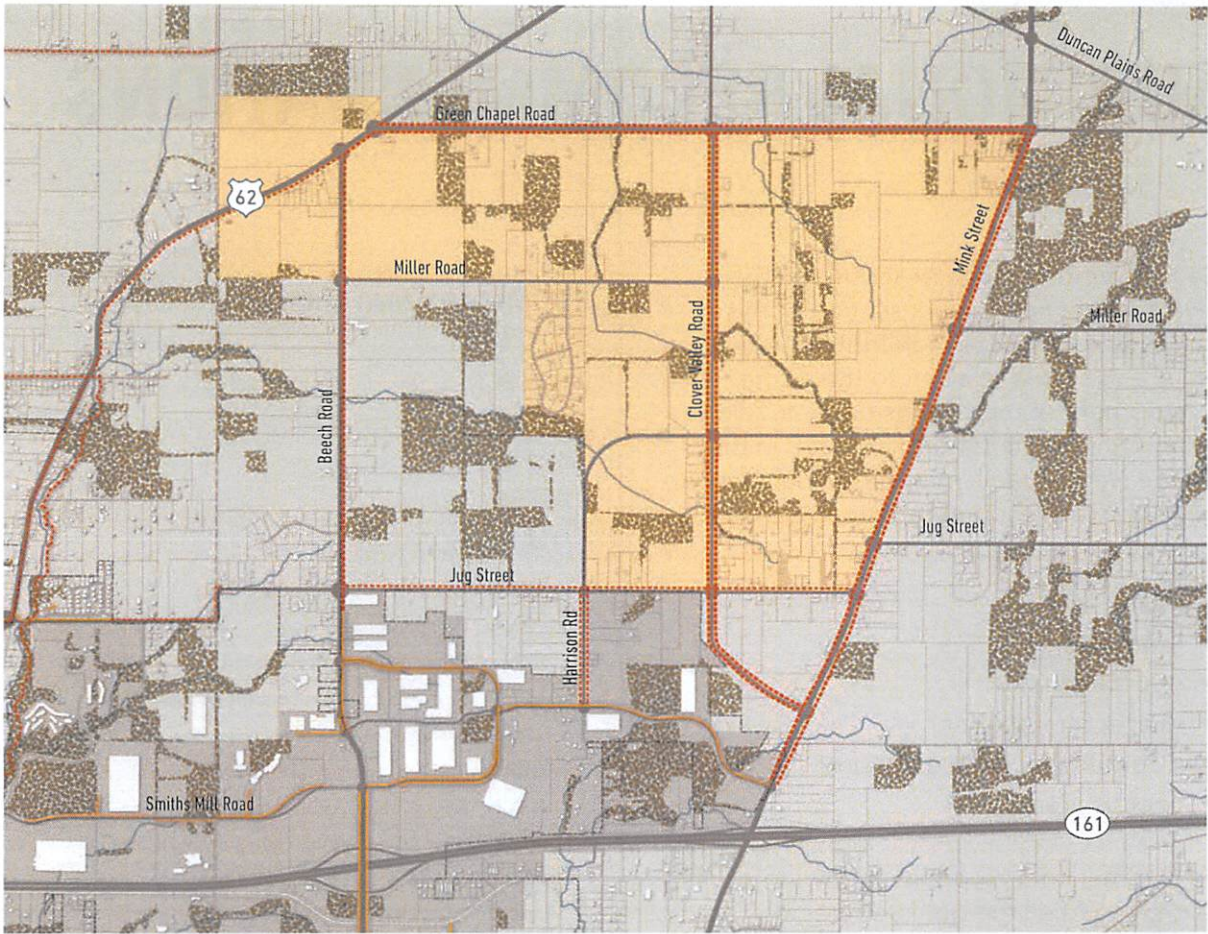 Duncan Plains Road
Green Chapel Road
62
Mink Street
Miller Road
Miller Road
Clover Valley Road
Beech Road
Jug Street
Jug Street
Harrison Rd
Smiths Mill Road
161